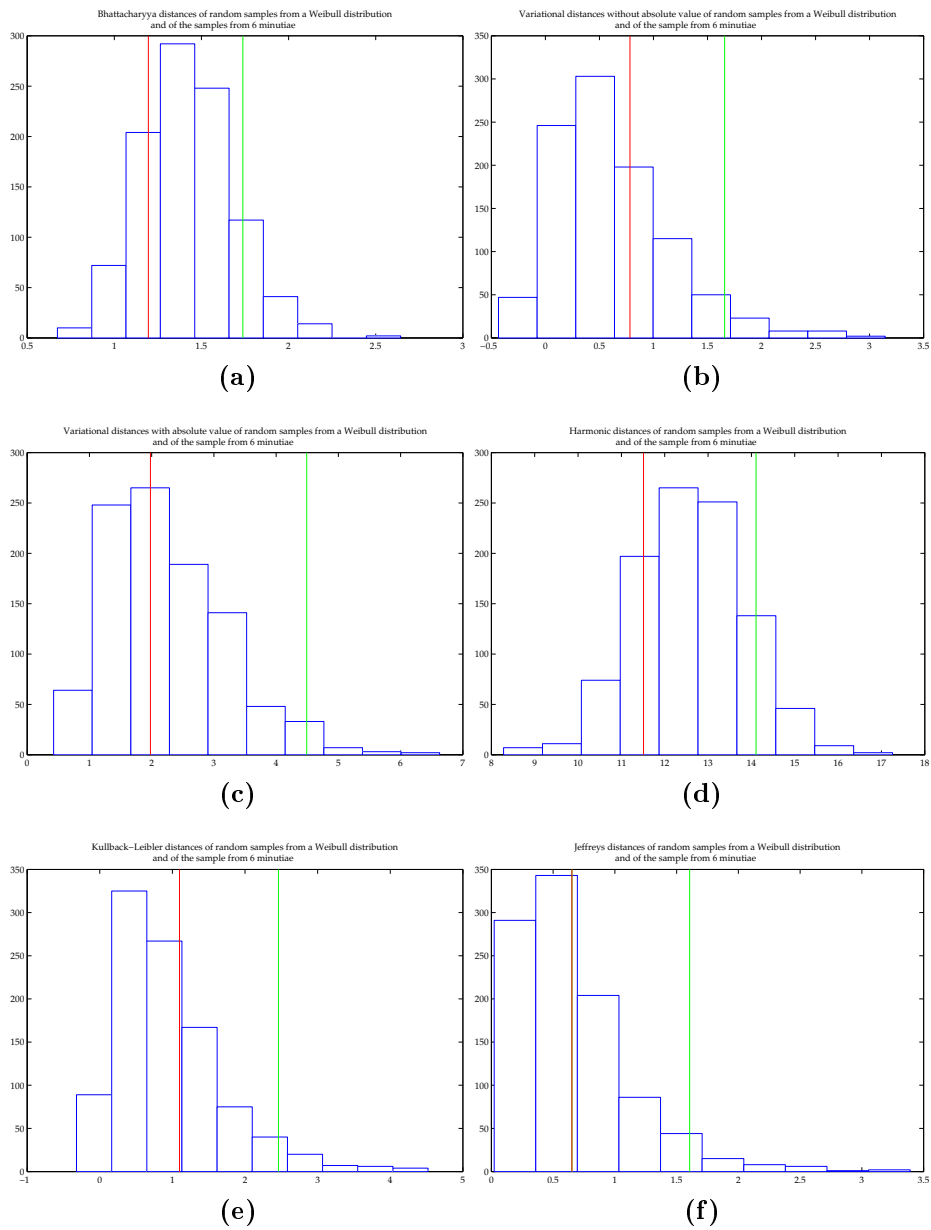 Bhattacharyya distances of random samples from a Weibull distribution
and of the samples from 6 minutiae
300
250
200
150
100
50
0
0.5 1 1.5 2 2.5 3
(a)
Variational distances without absolute value of random samples from a Weibull distribution
and of the samples from 6 minutiae
350
300
250
200
150
100
50
0
−0.5 0 0.5 1 1.5 2 2.5 3 3.5
(b)
Variational distances with absolute value of random samples from a Weibull distribution
and of the sample from 6 minutiae
300
250
200
150
100
50
0
0 1 2 3 4 5 6 7
(c)
Harmonic distances of random samples from a Weibull distribution
and of the sample from 6 minutiae
300
250
200
150
100
50
0
8 9 10 11 12 13 14 15 16 17 18
(d)
Kullback−Leibler distances of random samples from a Weibull distribution
and of the sample from 6 minutiae
350
300
250
200
150
100
50
0
−1 0 1 2 3 4 5
(e)
Jeffreys distances of random samples from a Weibull distribution
and of the sample from 6 minutiae
350
300
250
200
150
100
50
0
0 0.5 1 1.5 2 2.5 3 3.5
(f)